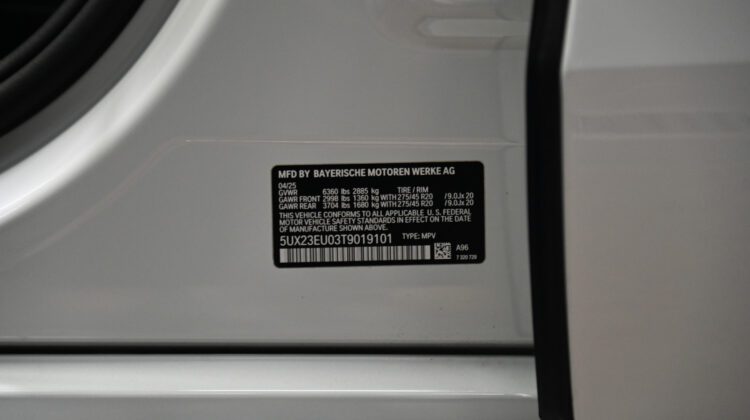 MFD BY BAYERISCHE MOTOREN WERKE AG
04/25
GVWR 6360 lbs 2885 kg TIRE / RIM
GAWR FRONT 2998 lbs 1360 kg WITH 275/45 R20 /9.0Jx 20
GAWR REAR 3704 lbs 1680 kg WITH 275/45 R20 /9.0Jx 20
THIS VEHICLE CONFORMS TO ALL APPLICABLE U. S. FEDERAL
MOTOR VEHICLE SAFETY STANDARDS IN EFFECT ON THE DATE
OF MANUFACTURE SHOWN ABOVE.
5UX23EU03T9019101 TYPE: MPV
A96
7 320 729